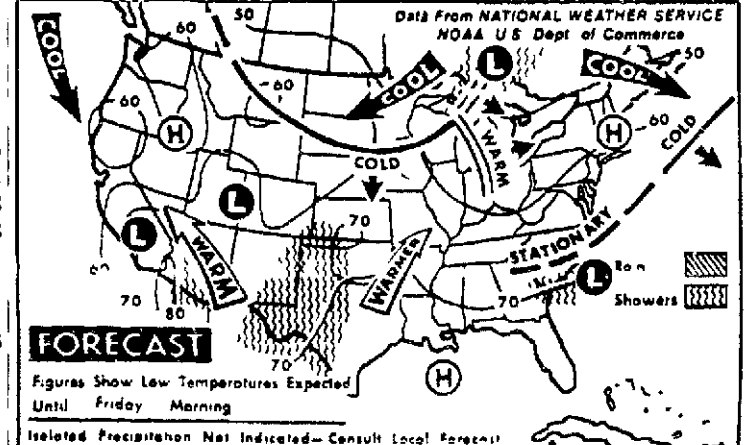 Data From NATIONAL WEATHER SERVICE
NOAA U S Dept of Commerce
50
60
COOL
L
COOL
50
COOL
60
60
H
WARM
H
60
COLD
COLD
L
70
L
WARM
WARMER
STATIONARY
60
70
80
70
L
Rain
Showers
FORECAST
70
H
Figures Show Low Temperatures Expected
Until Friday Morning
Isolated Precipitation Not Indicated – Consult Local Forecast